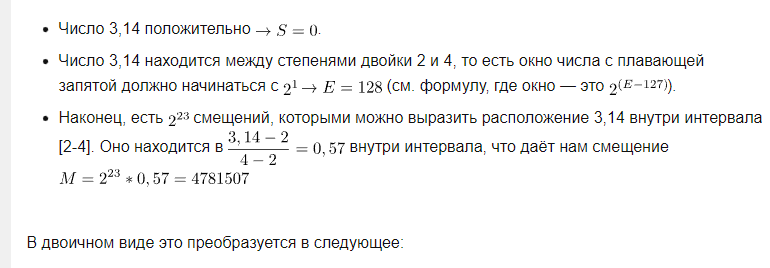 • Число 3,14 положительно → S = 0.
• Число 3,14 находится между степенями двойки 2 и 4, то есть окно числа с плавающей
запятой должно начинаться с 2^1 → E = 128 (см. формулу, где окно — это 2^(E−127)).
• Наконец, есть 2^23 смещений, которыми можно выразить расположение 3,14 внутри интервала
[2-4]. Оно находится в (3,14 − 2)/(4 − 2) = 0,57 внутри интервала, что даёт нам смещение
M = 2^23 * 0,57 = 4781507
В двоичном виде это преобразуется в следующее: